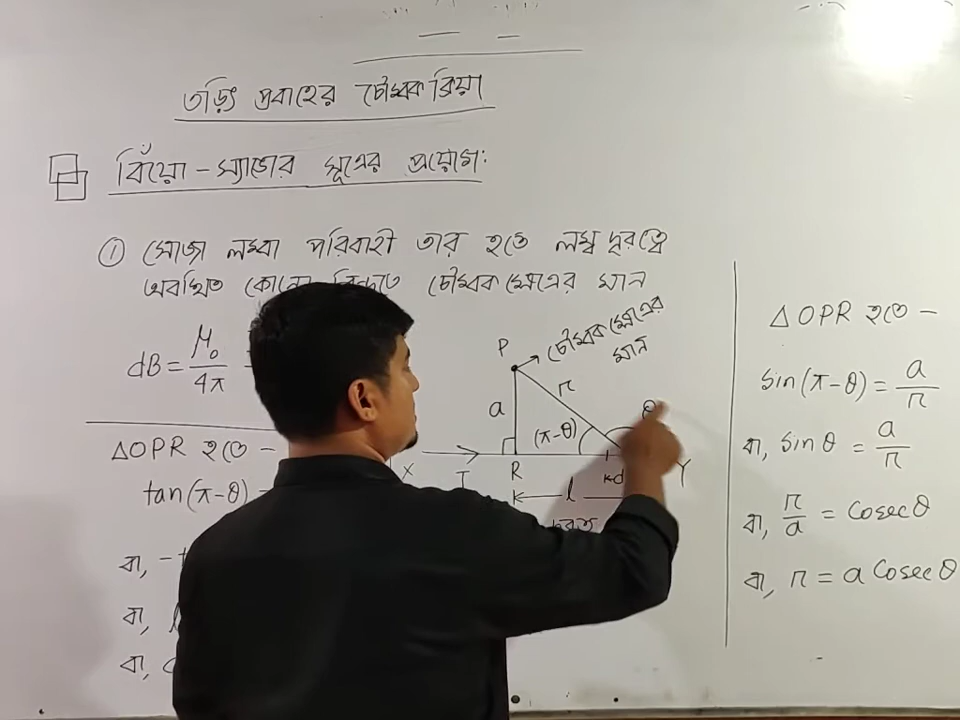 তড়িৎ প্রবাহের চৌম্বক ক্রিয়া
বিঁয়ো-স্যাভের সূত্রের প্রয়োগ:
① সোজা লম্বা পরিবাহী তার হতে লম্ব দূরত্বে
অবস্থিত কোনো বিন্দুতে চৌম্বক ক্ষেত্রের মান
dB = μ₀/4π
ΔOPR হতে -
tan(π-θ)
বা, -
বা,
বা,
P
চৌম্বক ক্ষেত্রের
মান
r
a
(π-θ)
θ
X
I
R
Y
l
ΔOPR হতে -
sin(π-θ) = a/r
বা, sinθ = a/r
বা, r/a = cosecθ
বা, r = a cosecθ